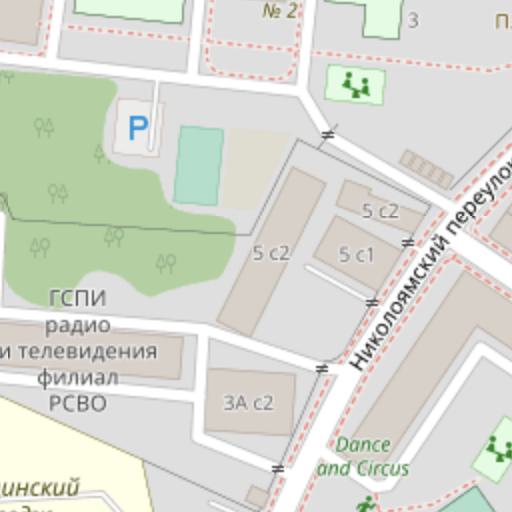 № 2
3
P
5 с2
5 с2
5 с1
Николоямский переулок
ГСПИ
радио
и телевидения
филиал
РСВО
3А с2
Dance
and Circus